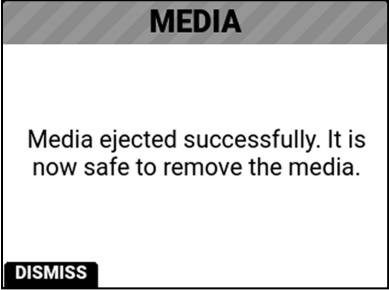 MEDIA
Media ejected successfully. It is
now safe to remove the media.
DISMISS